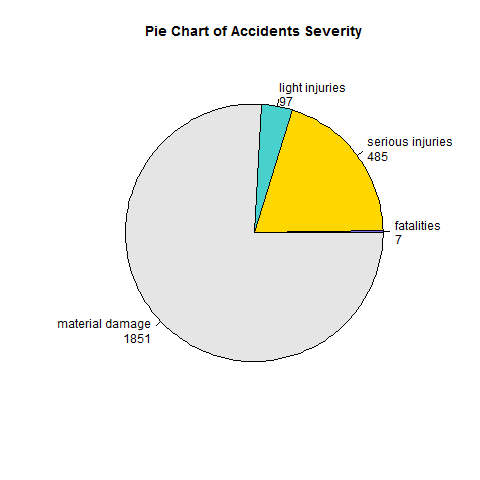 Pie Chart of Accidents Severity
light injuries
97
serious injuries
485
fatalities
7
material damage
1851